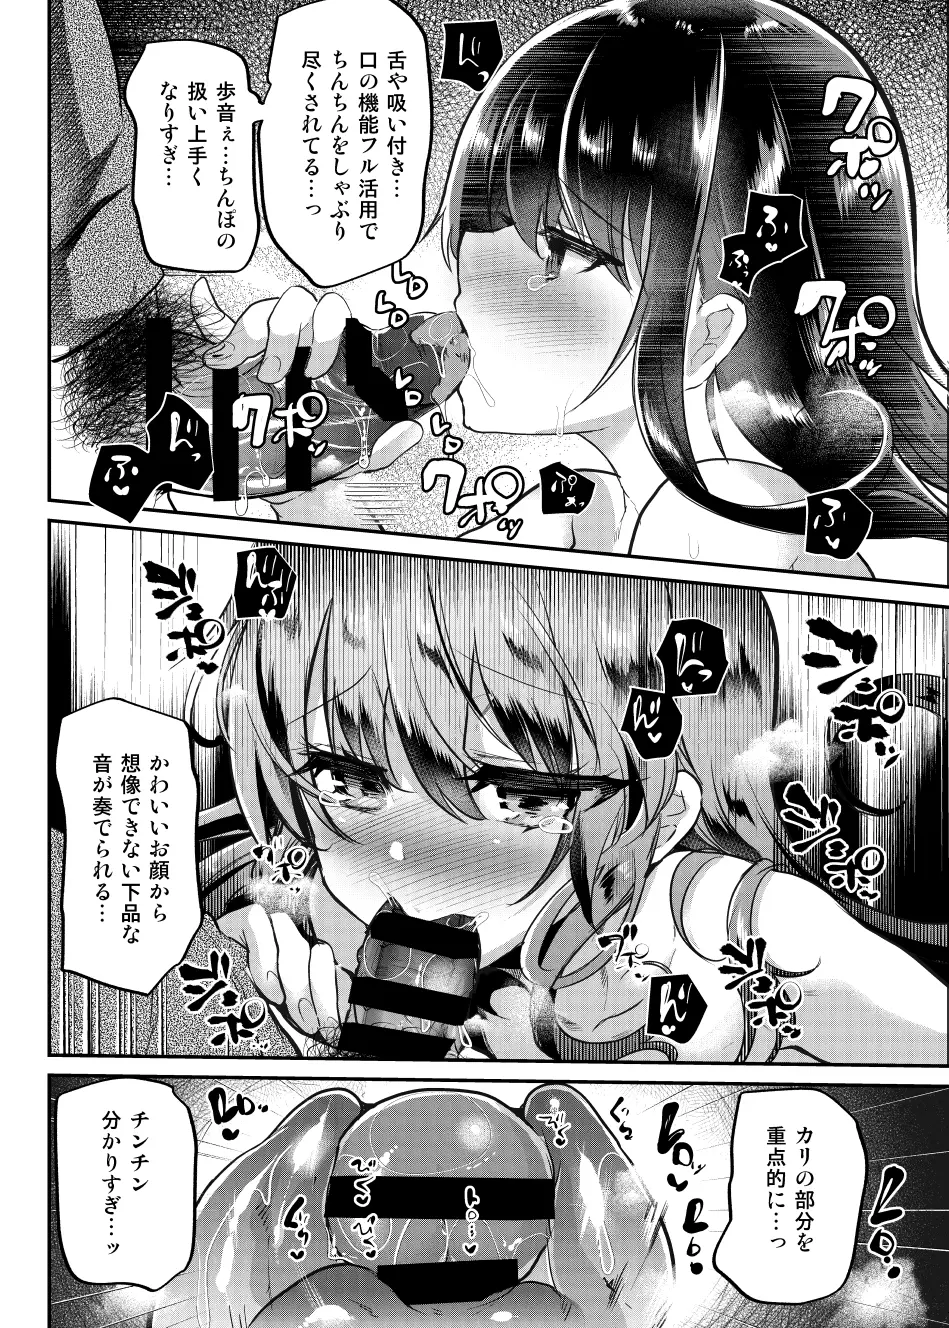 舌や吸い付き…
口の機能フル活用で
ちんちんをしゃぶり
尽くされてる…っ
歩音ぇ…ちんぽの
扱い上手く
なりすぎ…
クポォッ
クポォ
クポォッ
クポォッ
かわいいお顔から
想像できない下品な
音が奏でられる…
ジュポ
ジュポ
ジュポ
ジュポ
カリの部分を
重点的に…っ
チンチン
分かりすぎ…ッ